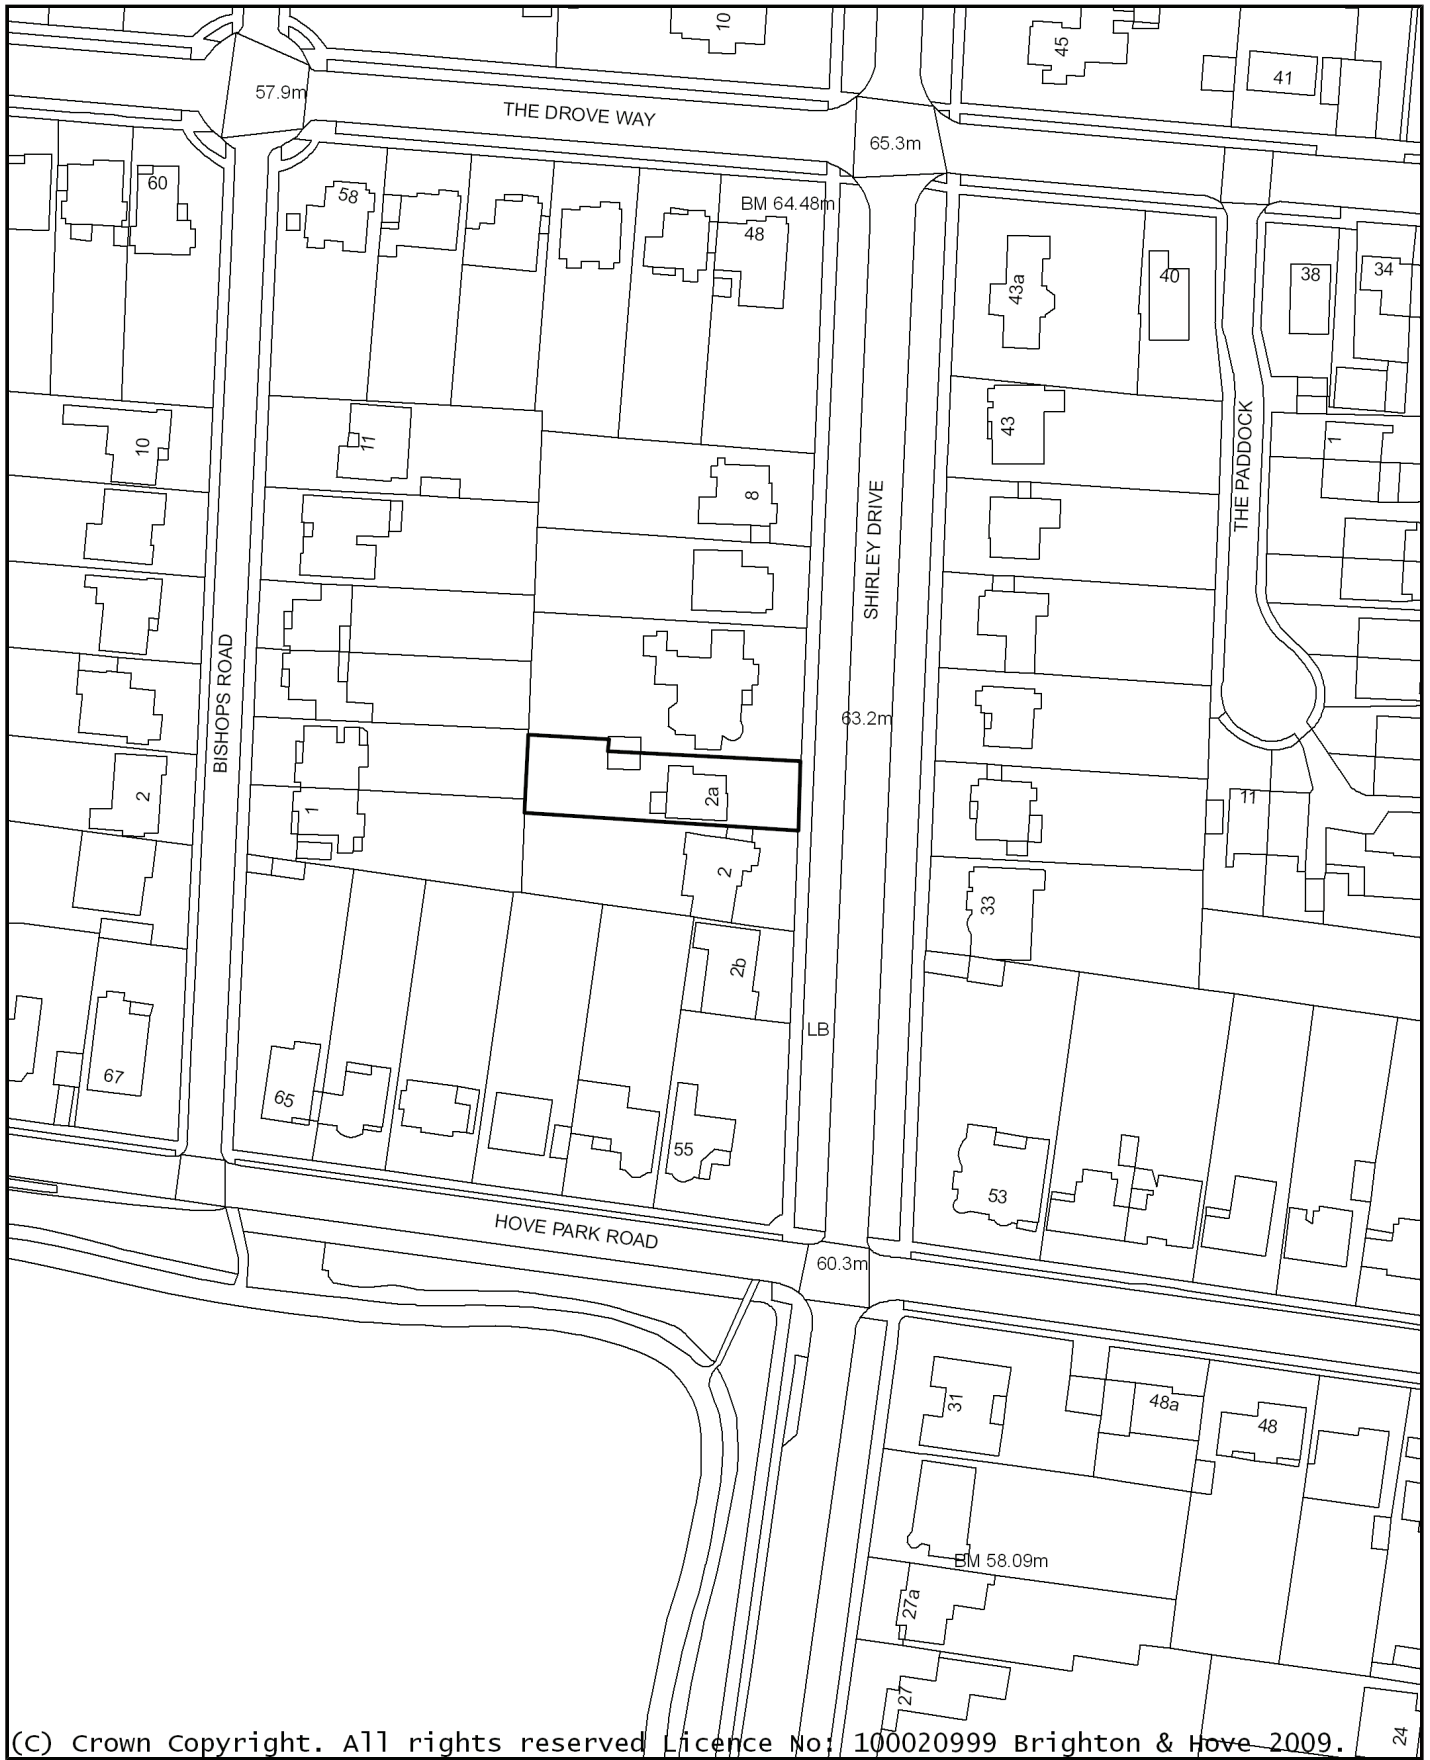 10
45
41
57.9m
THE DROVE WAY
65.3m
60
58
BM 64.48m
48
43a
40
38
34
10
11
43
THE PADDOCK
1
8
SHIRLEY DRIVE
BISHOPS ROAD
63.2m
2
1
2a
11
2
33
2b
LB
67
65
55
53
HOVE PARK ROAD
60.3m
31
48a
48
BM 58.09m
27a
27
24
(C) Crown Copyright. All rights reserved Licence No: 100020999 Brighton & Hove 2009.